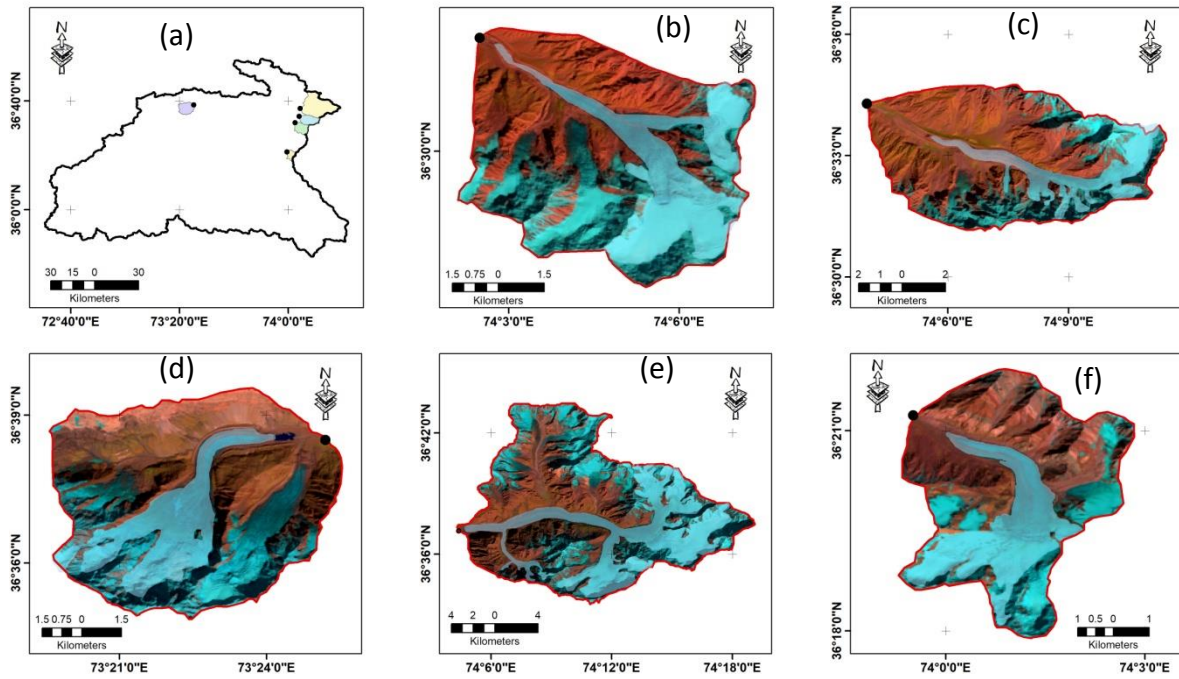 (a)
N
36°40'0"N
36°0'0"N
30 15 0 30
Kilometers
72°40'0"E 73°20'0"E 74°0'0"E
(b)
N
36°30'0"N
1.5 0.75 0 1.5
Kilometers
74°3'0"E 74°6'0"E
(c)
N
36°36'0"N
36°33'0"N
36°30'0"N
2 1 0 2
Kilometers
74°6'0"E 74°9'0"E
(d)
N
36°39'0"N
36°36'0"N
1.5 0.75 0 1.5
Kilometers
73°21'0"E 73°24'0"E
(e)
N
36°42'0"N
36°36'0"N
4 2 0 4
Kilometers
74°6'0"E 74°12'0"E 74°18'0"E
(f)
N
36°21'0"N
36°18'0"N
1 0.5 0 1
Kilometers
74°0'0"E 74°3'0"E